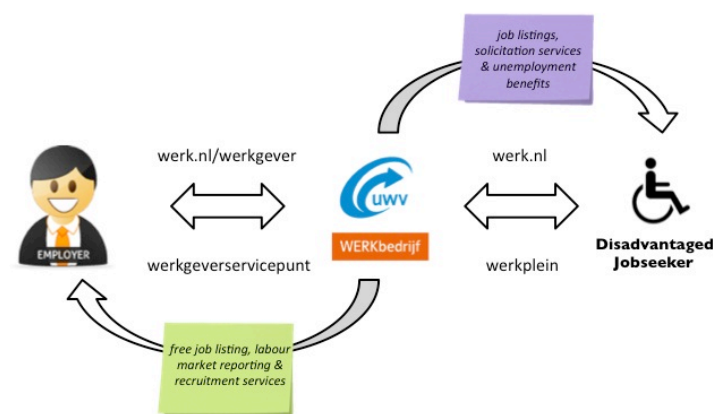 job listings,
solicitation services
& unemployment
benefits
werk.nl/werkgever
werk.nl
uwv
WERKbedrijf
EMPLOYER
werkgeverservicepunt
werkplein
Disadvantaged
Jobseeker
free job listing, labour
market reporting &
recruitment services